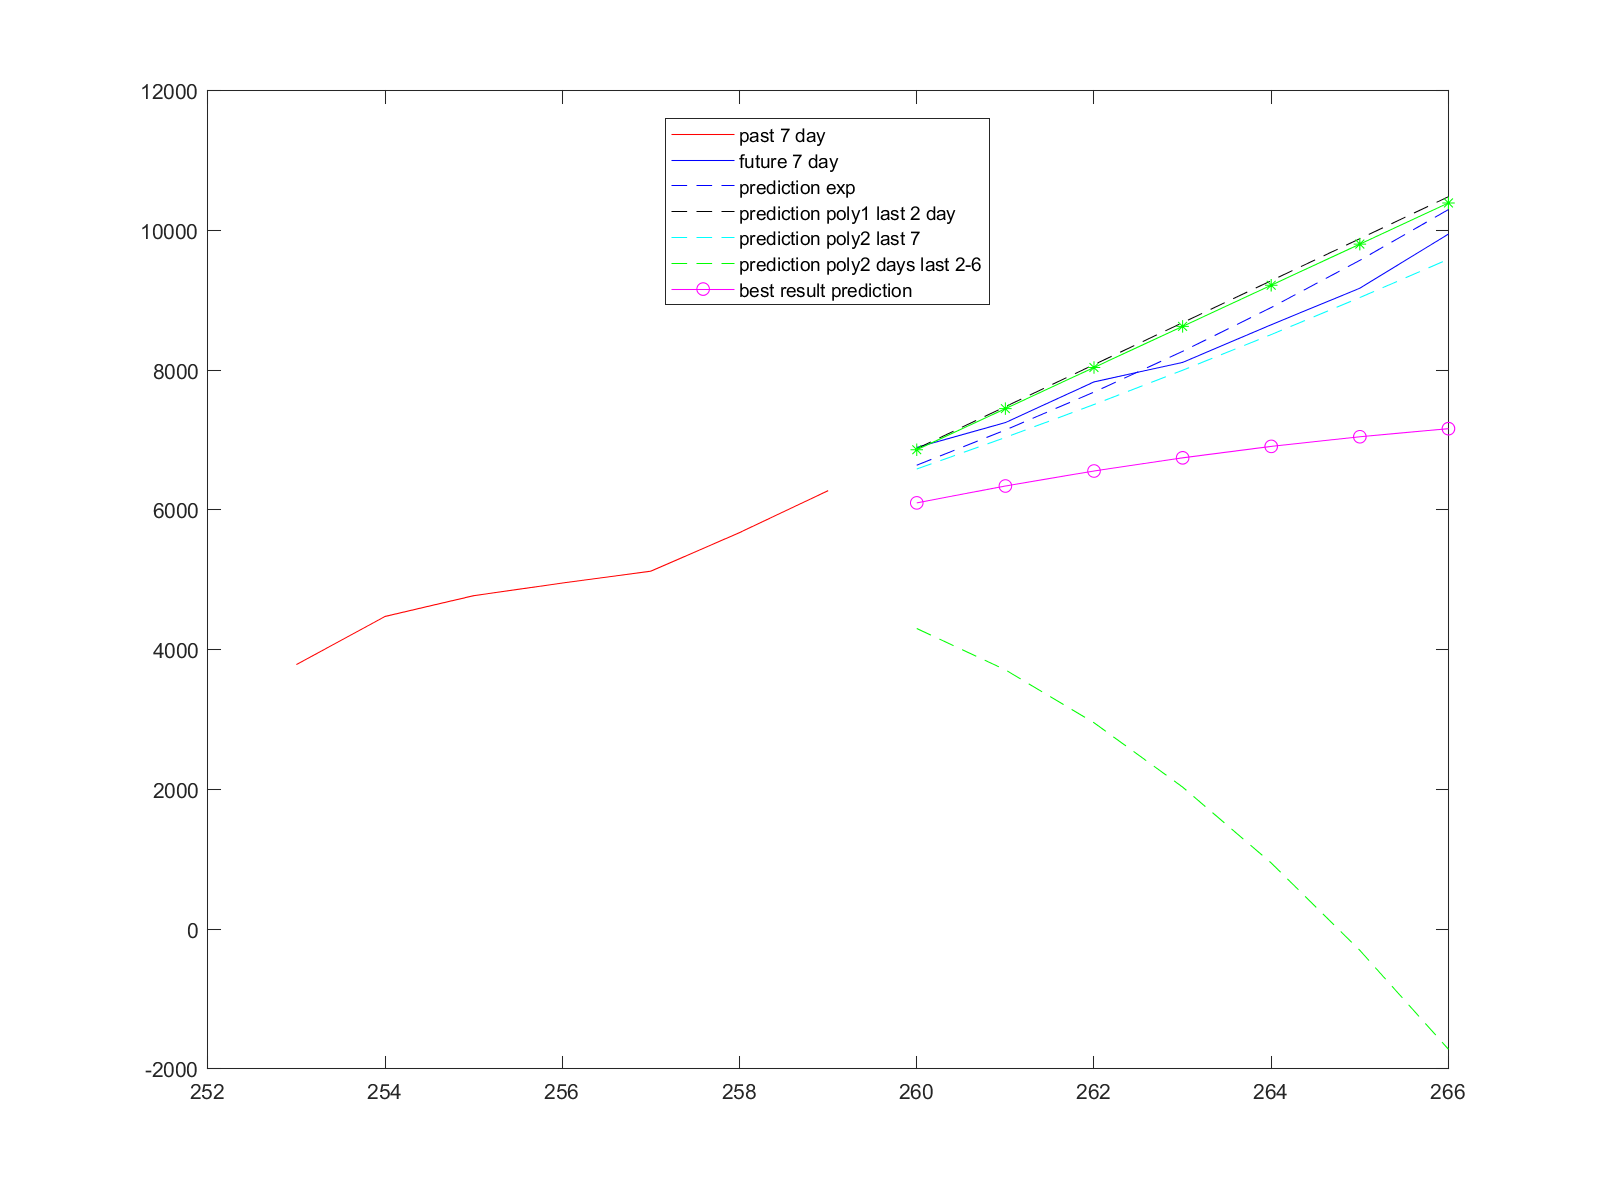 12000
10000
8000
6000
4000
2000
0
-2000
252
254
256
258
260
262
264
266
past 7 day
future 7 day
prediction exp
prediction poly1 last 2 day
prediction poly2 last 7
prediction poly2 days last 2-6
best result prediction